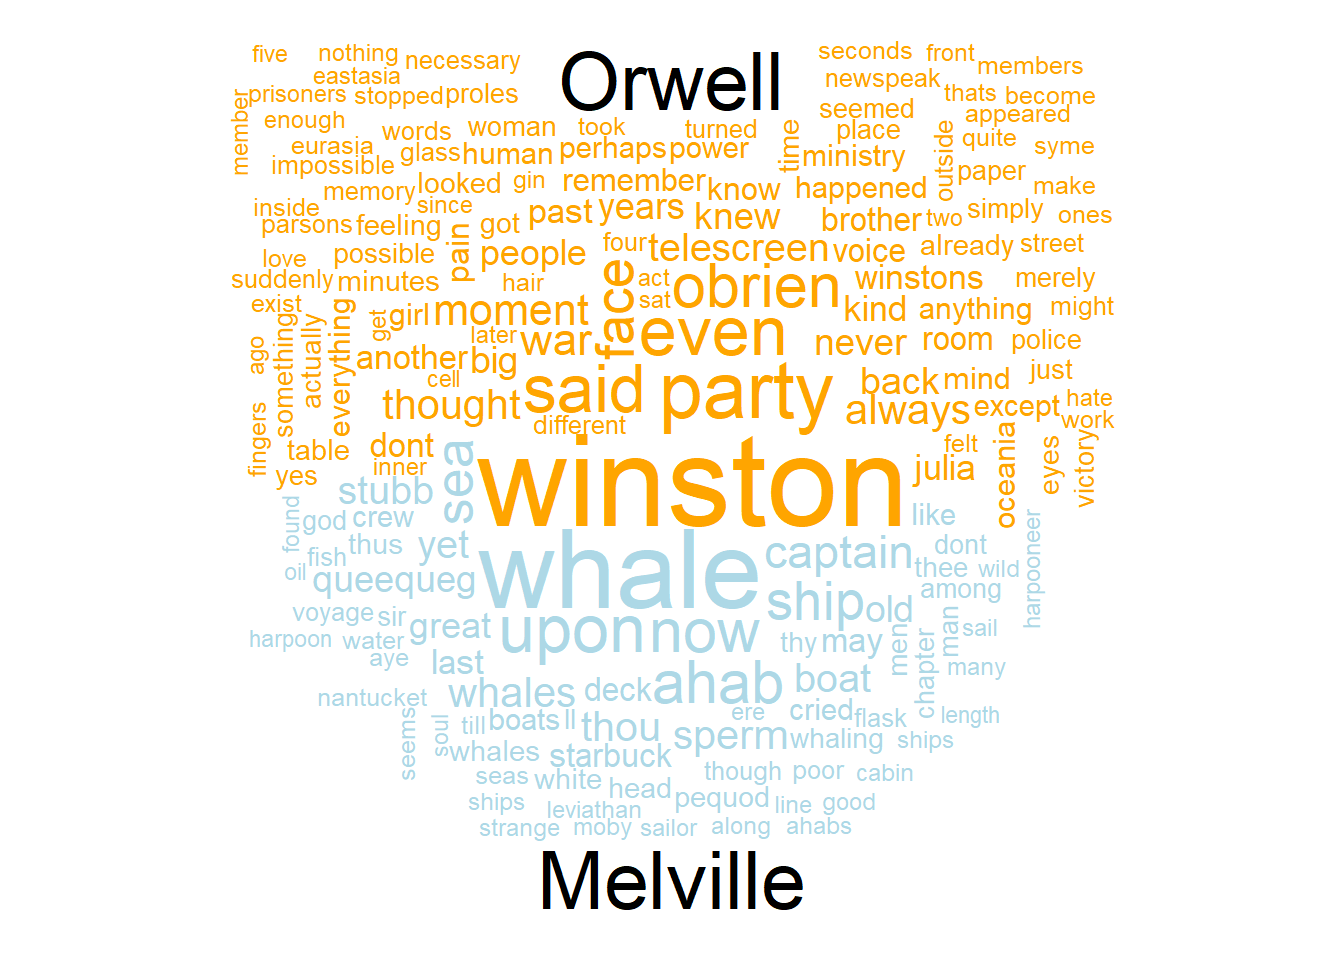 Orwell
five nothing necessary seconds front members
eastasia newspeak
prisoners stopped proles thats become
member enough words woman took turned time seemed appeared
eurasia glass human perhaps power place outside quite syme
impossible ministry
memory looked gin remember know happened paper make
inside since past years knew brother two simply ones
parsons feeling got
love possible pain people four telescreen voice already street
suddenly minutes hair face act obrien winstons merely
exist sat
get girl moment kind anything might
ago something actually everything later war even never room police
another big
cell said party back mind just
fingers thought always except hate
different work
table dont felt
yes inner winston julia oceania eyes victory
stubb sea
found god crew like
fish thus yet whale captain dont
oil queequeg thee wild harpooneer
voyage sir ship old among
harpoon water great upon now thy may men man sail
aye last chapter many
nantucket whales deck ahab boat
seems soul till boats ll thou ere cried flask length
whales starbuck sperm whaling ships
seas white though poor cabin
ships head pequod line good
leviathan
strange moby sailor along ahabs
Melville